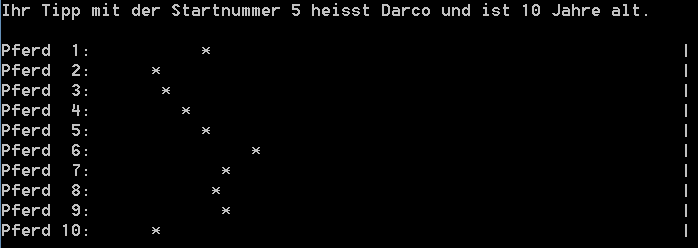 Ihr Tipp mit der Startnummer 5 heisst Darco und ist 10 Jahre alt.
Pferd  1:           *                                               |
Pferd  2:      *                                                    |
Pferd  3:       *                                                   |
Pferd  4:         *                                                 |
Pferd  5:           *                                               |
Pferd  6:                *                                          |
Pferd  7:             *                                             |
Pferd  8:            *                                              |
Pferd  9:             *                                             |
Pferd 10:      *                                                    |